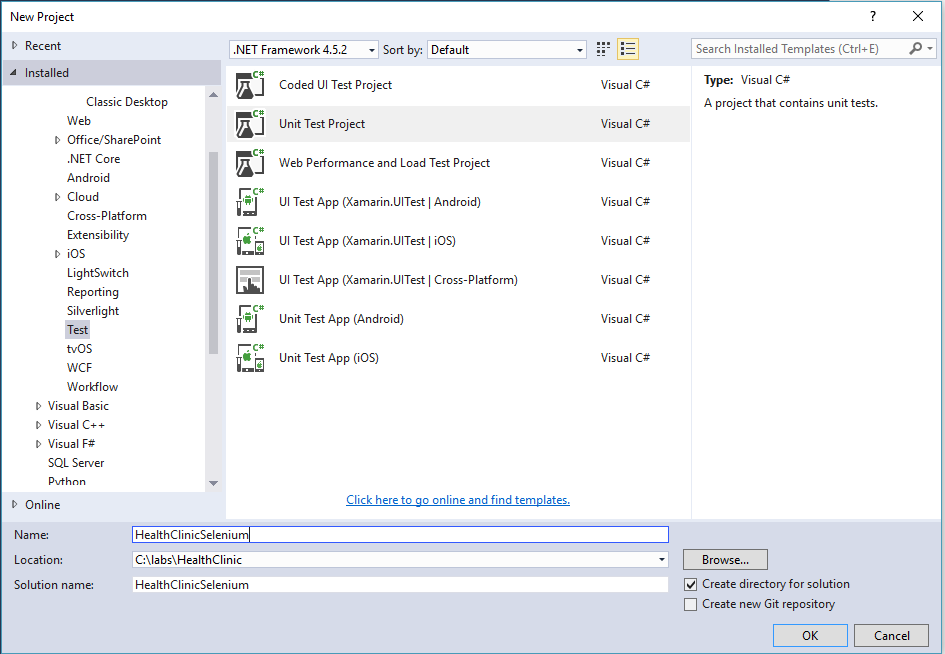 New Project
?
Recent
Installed
Classic Desktop
Web
Office/SharePoint
.NET Core
Android
Cloud
Cross-Platform
Extensibility
iOS
LightSwitch
Reporting
Silverlight
Test
tvOS
WCF
Workflow
Visual Basic
Visual C++
Visual F#
SQL Server
Python
Online
.NET Framework 4.5.2
Sort by:
Default
Search Installed Templates (Ctrl+E)
C# Coded UI Test Project Visual C#
C# Unit Test Project Visual C#
C# Web Performance and Load Test Project Visual C#
C# UI Test App (Xamarin.UITest | Android) Visual C#
C# UI Test App (Xamarin.UITest | iOS) Visual C#
UI Test App (Xamarin.UITest | Cross-Platform) Visual C#
C# Unit Test App (Android) Visual C#
C# Unit Test App (iOS) Visual C#
Click here to go online and find templates.
Type: Visual C#
A project that contains unit tests.
Name: HealthClinicSelenium
Location: C:\labs\HealthClinic
Browse...
Solution name: HealthClinicSelenium
Create directory for solution
Create new Git repository
OK
Cancel